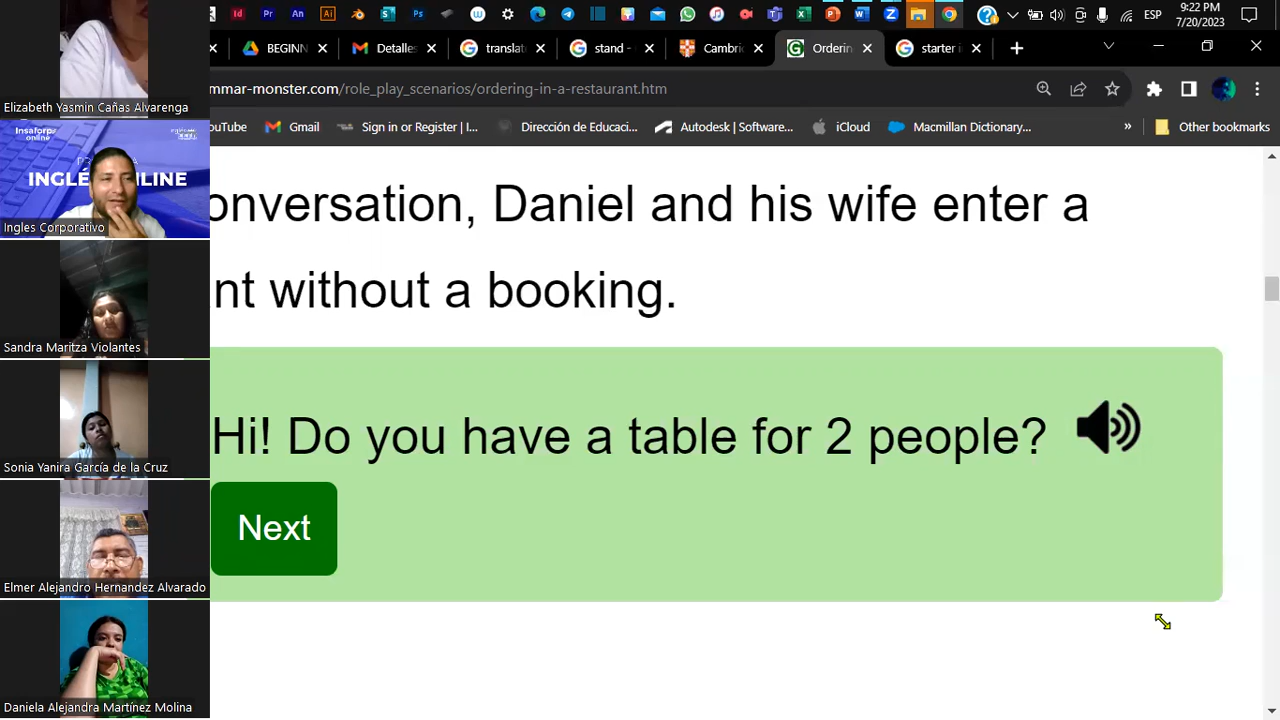 9:22 PM
ESP
7/20/2023
BEGINN
Detalles
translat
stand -
Cambri
Orderin
starter i
mmar-monster.com/role_play_scenarios/ordering-in-a-restaurant.htm
ouTube
Gmail
Sign in or Register | I...
Dirección de Educaci...
Autodesk | Software...
iCloud
Macmillan Dictionary...
»
Other bookmarks
onversation, Daniel and his wife enter a
nt without a booking.
Hi! Do you have a table for 2 people?
Next
Elizabeth Yasmin Cañas Alvarenga
INGLÉ
INE
Ingles Corporativo
Sandra Maritza Violantes
Sonia Yanira García de la Cruz
Elmer Alejandro Hernandez Alvarado
Daniela Alejandra Martínez Molina